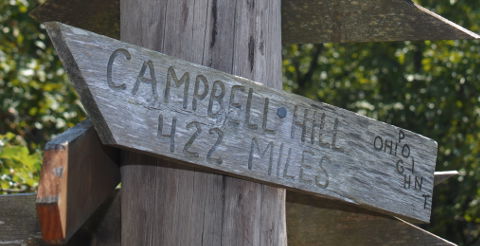 CAMPBELL HILL
422 MILES
OHIO
HIGH
POINT